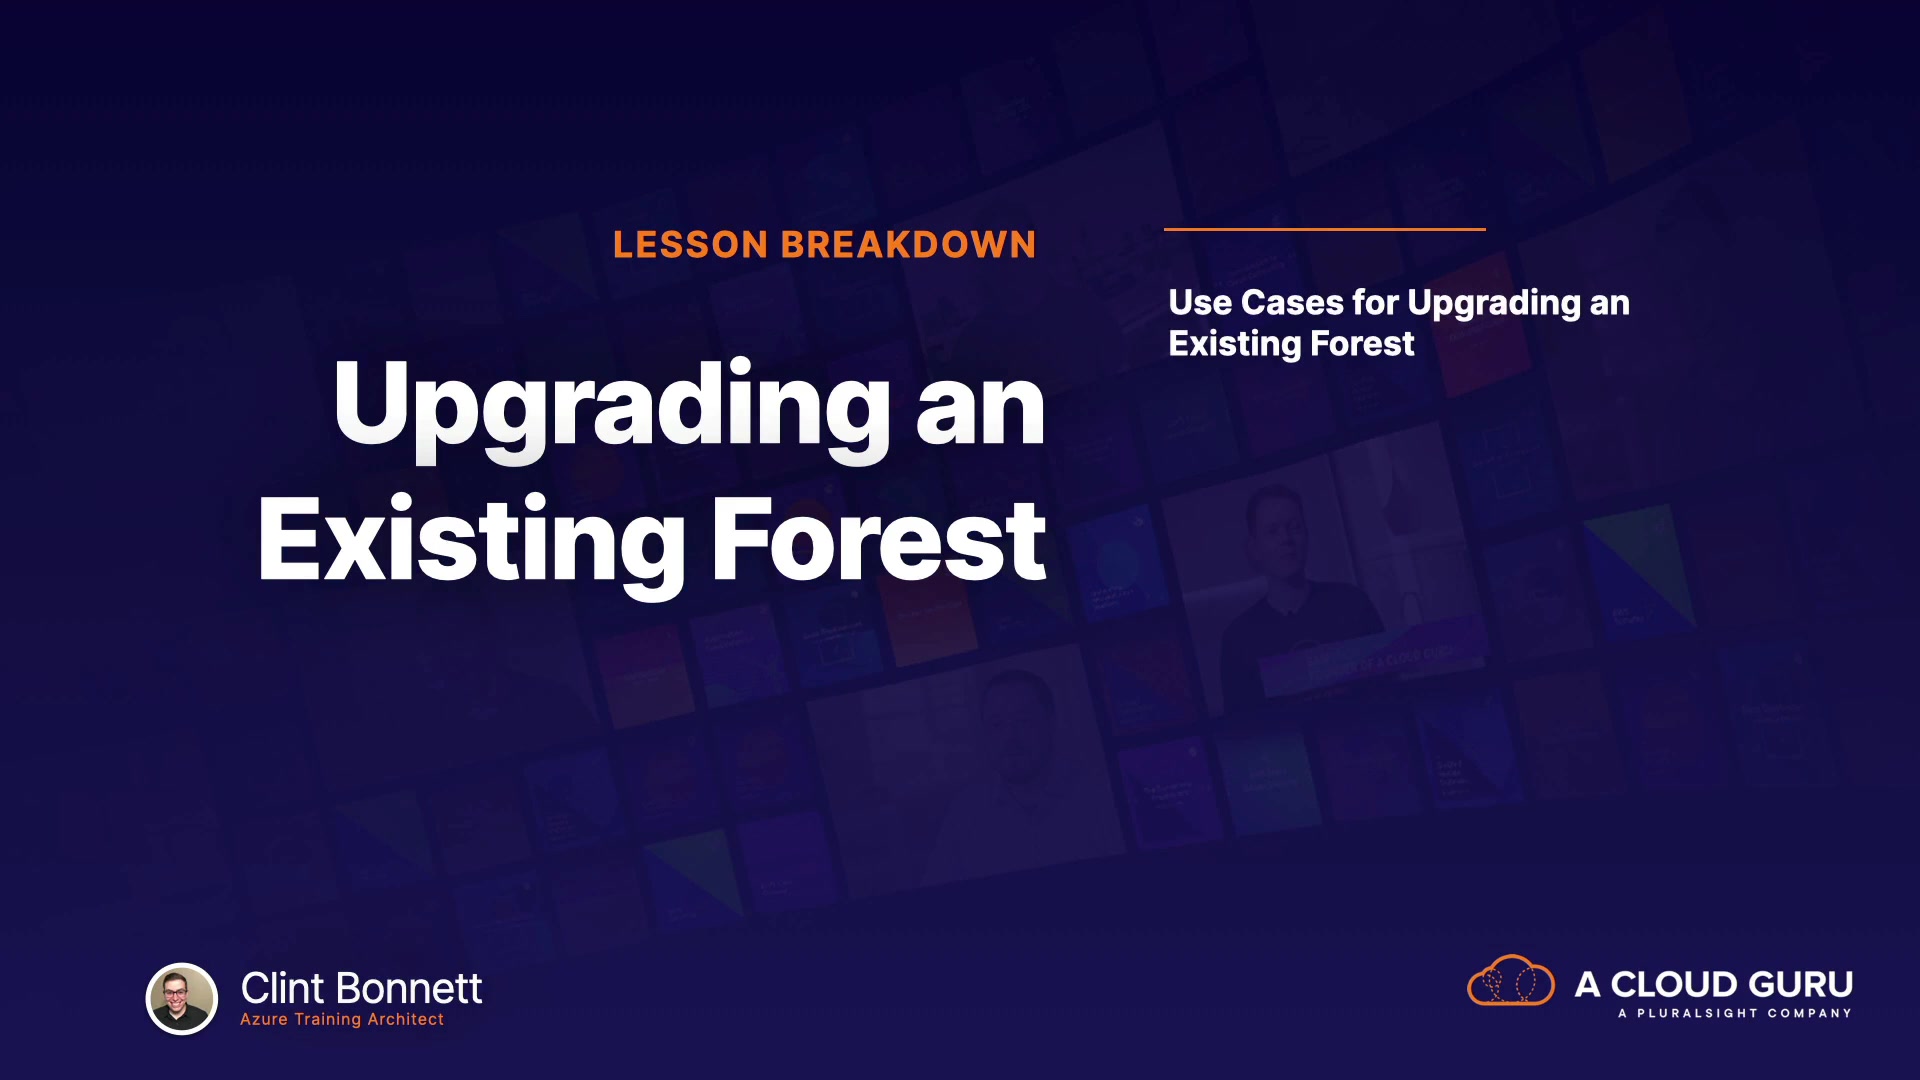 LESSON BREAKDOWN
Upgrading an
Existing Forest
Use Cases for Upgrading an
Existing Forest
Clint Bonnett
Azure Training Architect
A CLOUD GURU
A PLURALSIGHT COMPANY